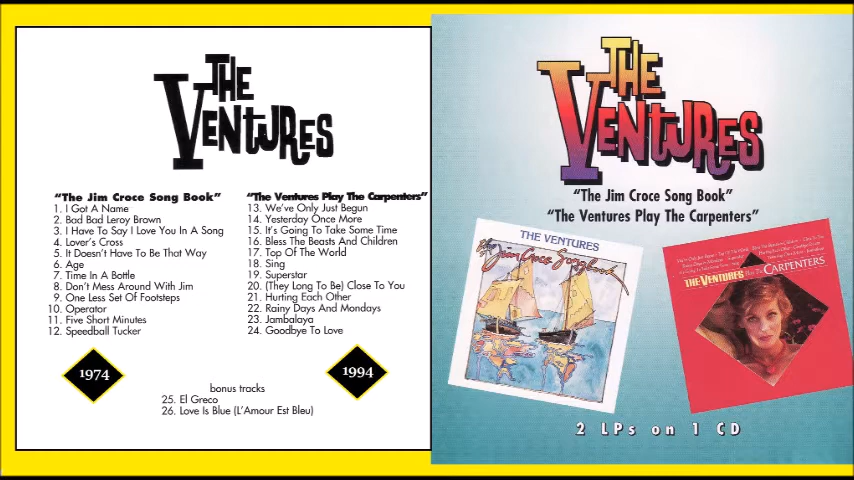 THE
VENTURES
"The Jim Croce Song Book"
1. I Got A Name
2. Bad Bad Leroy Brown
3. I Have To Say I Love You In A Song
4. Lover's Cross
5. It Doesn't Have To Be That Way
6. Age
7. Time In A Bottle
8. Don't Mess Around With Jim
9. One Less Set Of Footsteps
10. Operator
11. Five Short Minutes
12. Speedball Tucker
"The Ventures Play The Carpenters"
13. We've Only Just Begun
14. Yesterday Once More
15. It's Going To Take Some Time
16. Bless The Beasts And Children
17. Top Of The World
18. Sing
19. Superstar
20. (They Long To Be) Close To You
21. Hurting Each Other
22. Rainy Days And Mondays
23. Jambalaya
24. Goodbye To Love
1974
1994
bonus tracks
25. El Greco
26. Love Is Blue (L'Amour Est Bleu)
THE
VENTURES
"The Jim Croce Song Book"
"The Ventures Play The Carpenters"
THE VENTURES
the Jim Croce Songbook
THE VENTURES Play The CARPENTERS
2 LPs on 1 CD